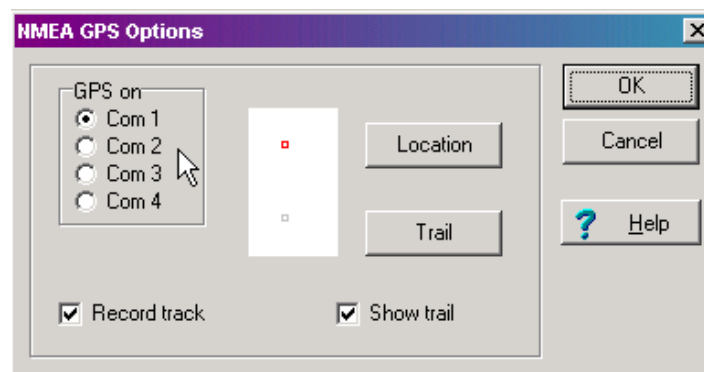 NMEA GPS Options
GPS on
Com 1
Com 2
Com 3
Com 4
Location
Trail
Record track
Show trail
OK
Cancel
? Help